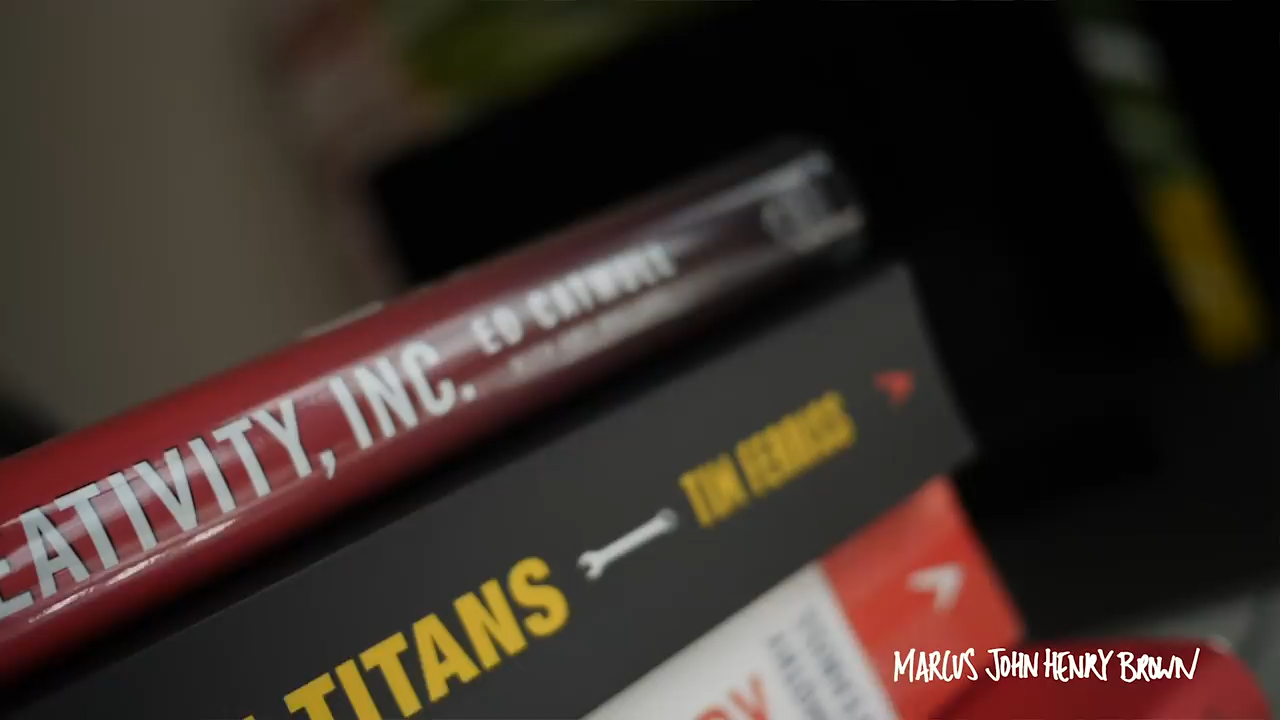 EATIVITY, INC. ED CATMULL
TITANS TIM FERRISS
MARCUS JOHN HENRY BROWN